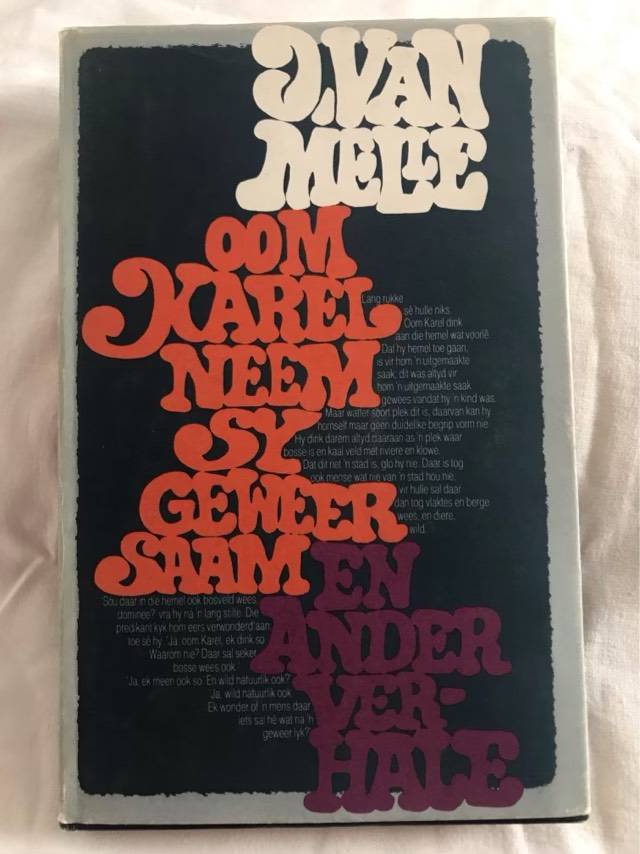 J. VAN
MELLE
OOM
KAREL
NEEM
SY
GEWEER
SAAM
EN
ANDER
VER-
HALE
Lang rukke
sê hulle niks.
Oom Karel dink
aan die hemel wat voorlê.
Dat hy hemel toe gaan,
is vir hom 'n uitgemaakte
saak; dit was altyd vir
hom 'n uitgemaakte saak
gewees vandat hy 'n kind was.
Maar watter soort plek dit is, daarvan kan hy
homself maar geen duidelike begrip vorm nie.
Hy dink darem altyd daaraan as 'n plek waar
bosse is en kaal veld met riviere en klowe.
Dat dit net 'n stad is, glo hy nie. Daar is tog
ook mense wat nie van 'n stad hou nie;
vir hulle sal daar
dan tog vlaktes en berge
wees, en diere,
wild.
'Sou daar in die hemel ook bosveld wees,
dominee?' vra hy na 'n lang stilte. Die
predikant kyk hom eers verwonderd aan,
toe sê hy: 'Ja, oom Karel, ek dink so.
Waarom nie? Daar sal seker
bosse wees ook.'
'Ja, ek meen ook so. En wild natuurlik ook?'
'Ja, wild natuurlik ook.'
'Ek wonder of 'n mens daar
iets sal hê wat na 'n
geweer lyk?'